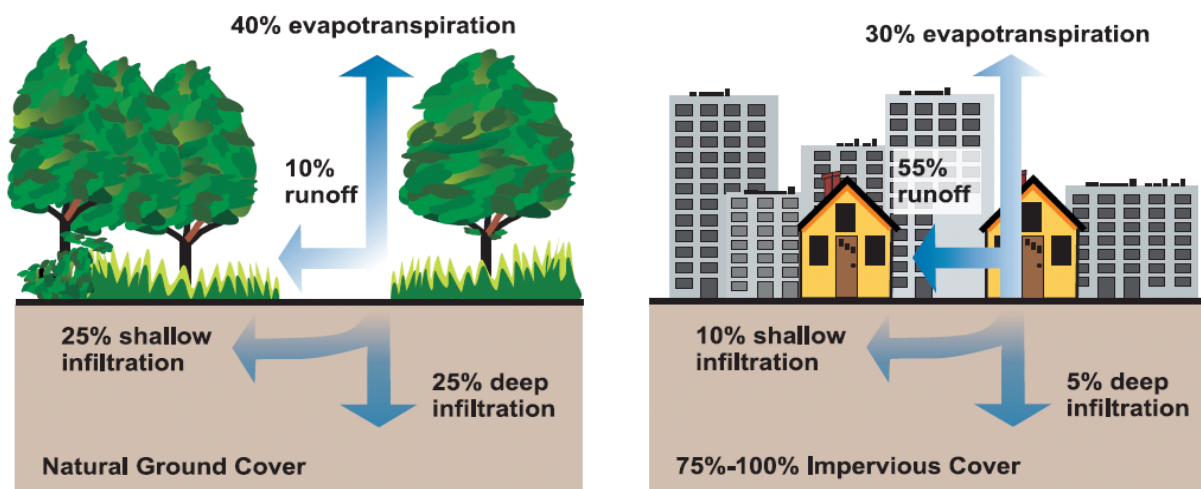 40% evapotranspiration
10%
runoff
25% shallow
infiltration
25% deep
infiltration
Natural Ground Cover
30% evapotranspiration
55%
runoff
10% shallow
infiltration
5% deep
infiltration
75%-100% Impervious Cover